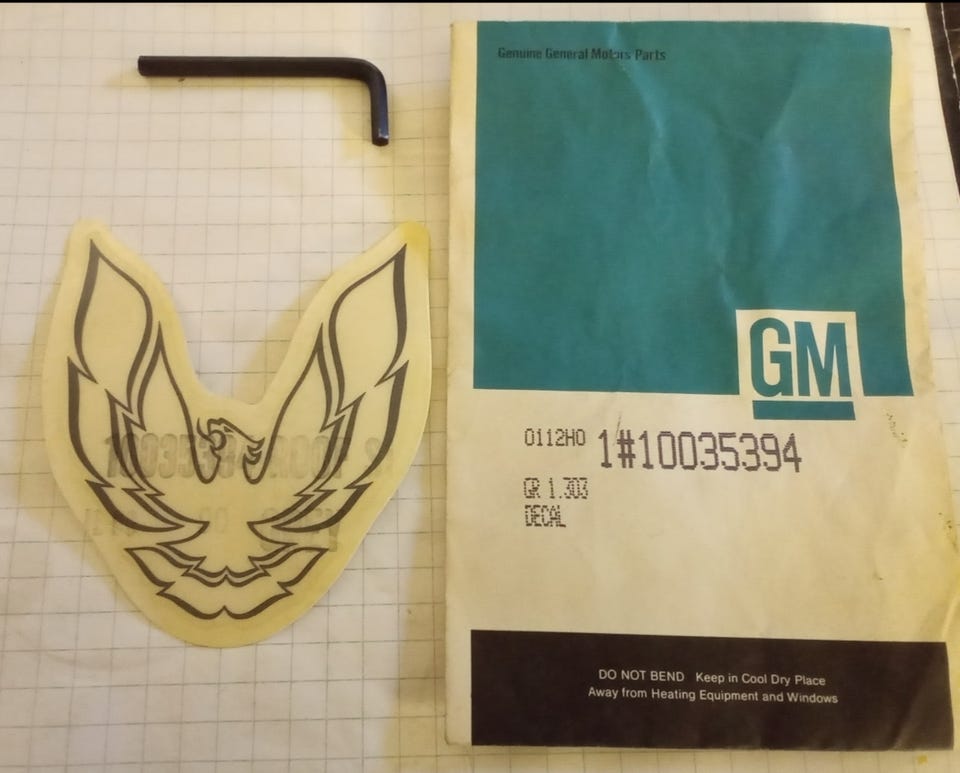 Genuine General Motors Parts
GM
0112H0 1#10035394
GR 1.303
DECAL
DO NOT BEND Keep in Cool Dry Place
Away from Heating Equipment and Windows